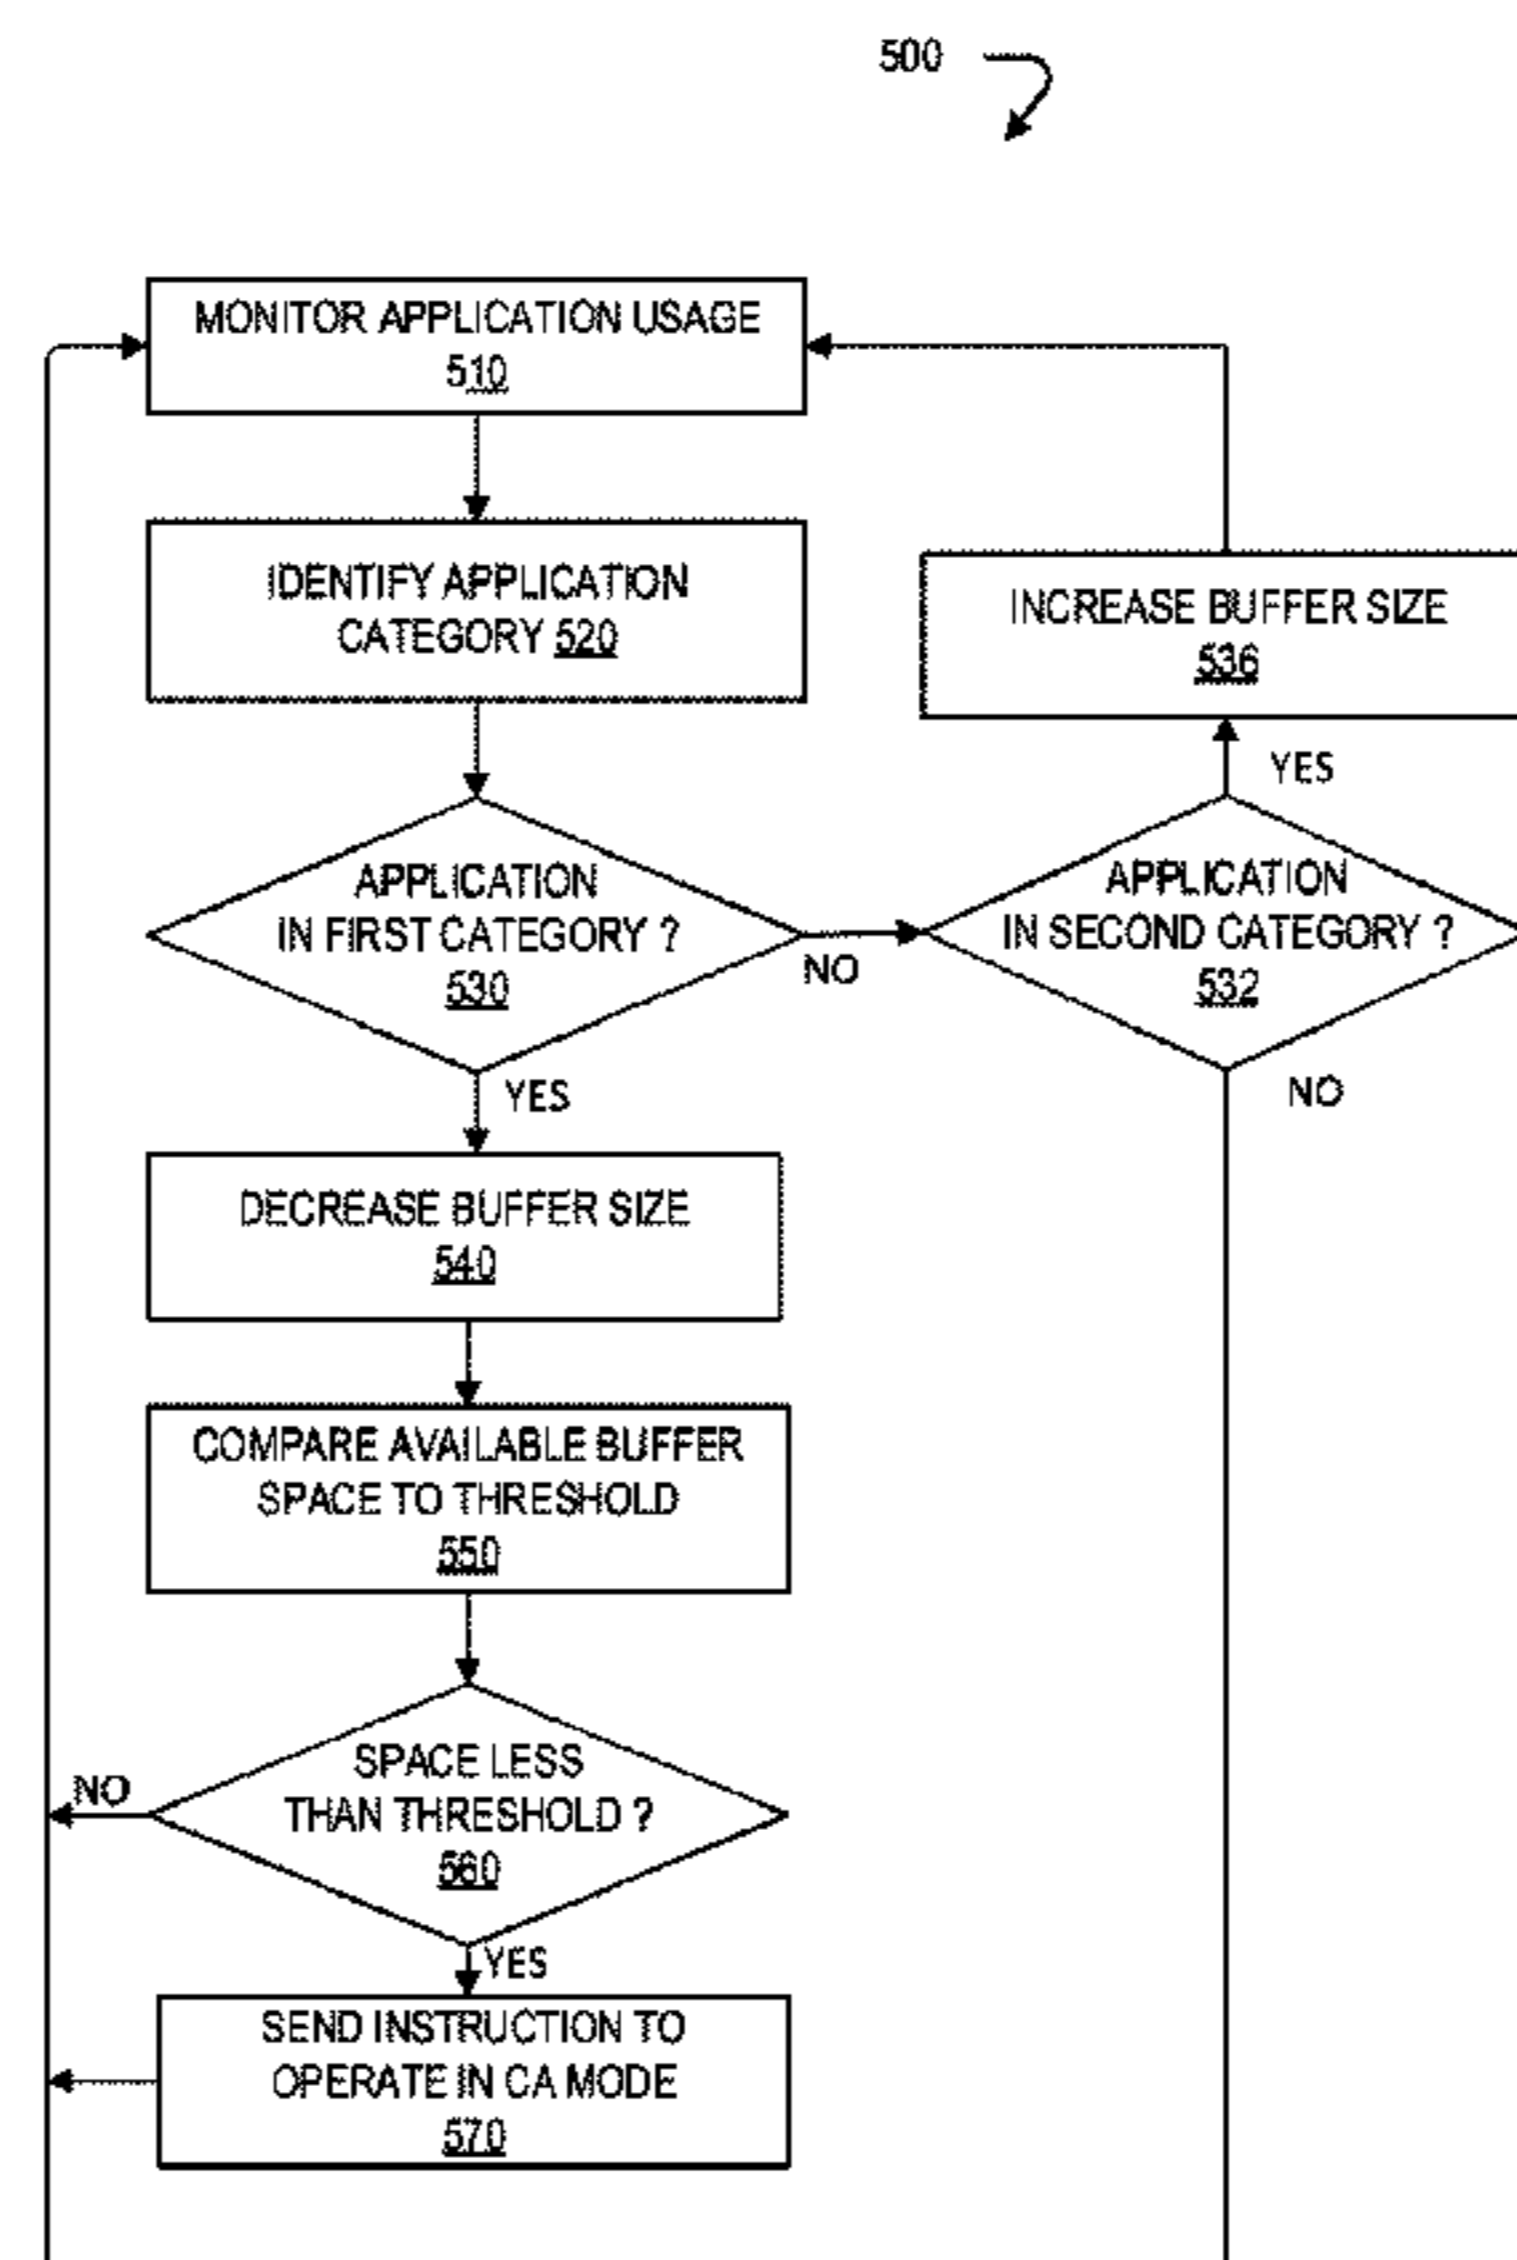 500
MONITOR APPLICATION USAGE
510
IDENTIFY APPLICATION
CATEGORY 520
INCREASE BUFFER SIZE
536
YES
APPLICATION
IN FIRST CATEGORY ?
530
NO
APPLICATION
IN SECOND CATEGORY ?
532
NO
YES
DECREASE BUFFER SIZE
540
COMPARE AVAILABLE BUFFER
SPACE TO THRESHOLD
550
SPACE LESS
THAN THRESHOLD ?
560
NO
YES
SEND INSTRUCTION TO
OPERATE IN CA MODE
570